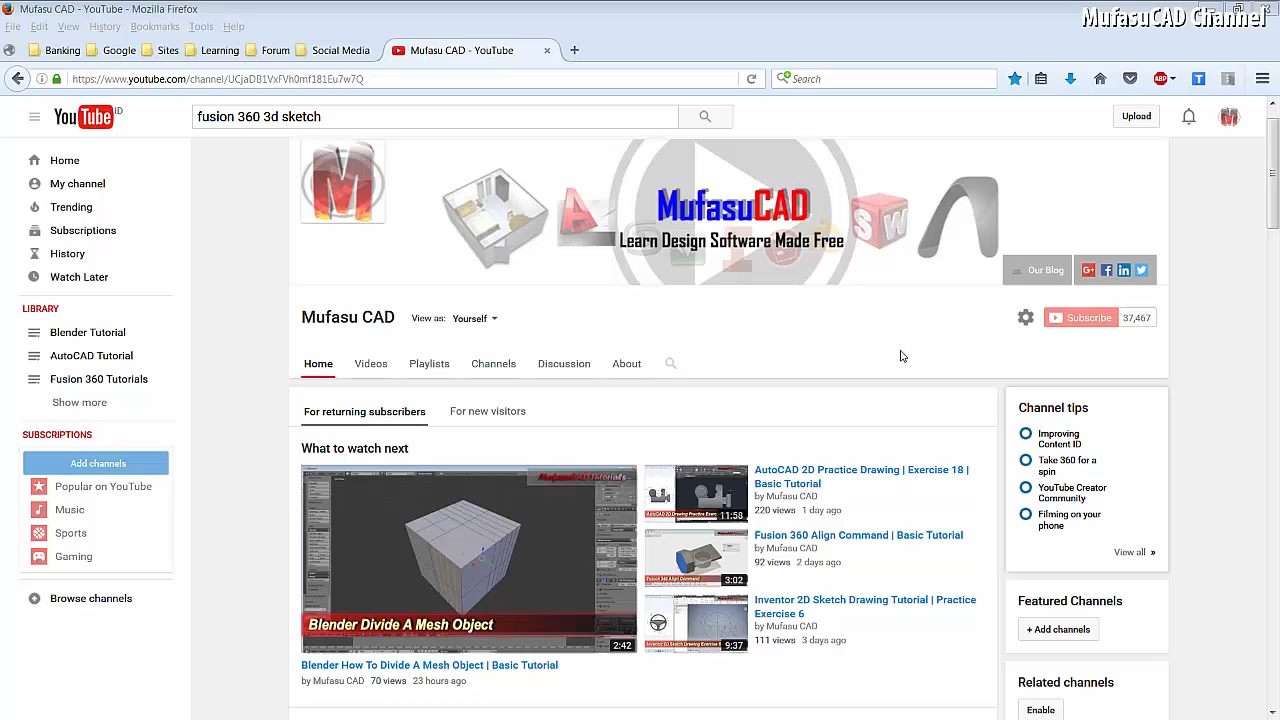 Mufasu CAD - YouTube - Mozilla Firefox
MufasuCAD Channel
File Edit View History Bookmarks Tools Help
Banking Google Sites Learning Forum Social Media
Mufasu CAD - YouTube
https://www.youtube.com/channel/UCjaDB1VxFVh0mf181Eu7w7Q
Search
ABP
YouTube ID
fusion 360 3d sketch
Upload
Home
My channel
Trending
Subscriptions
History
Watch Later
LIBRARY
Blender Tutorial
AutoCAD Tutorial
Fusion 360 Tutorials
Show more
SUBSCRIPTIONS
Add channels
Popular on YouTube
Music
Sports
Gaming
Browse channels
MufasuCAD
Learn Design Software Made Free
Our Blog
Mufasu CAD
View as: Yourself
Subscribe 37,467
Home Videos Playlists Channels Discussion About
For returning subscribers For new visitors
What to watch next
MufasuCAD Tutorials
Blender Divide A Mesh Object
2:42
Blender How To Divide A Mesh Object | Basic Tutorial
by Mufasu CAD 70 views 23 hours ago
11:58
AutoCAD 2D Practice Drawing | Exercise 18 |
Basic Tutorial
by Mufasu CAD
220 views 1 day ago
Fusion 360 Align Command
3:02
Fusion 360 Align Command | Basic Tutorial
by Mufasu CAD
92 views 2 days ago
9:37
Inventor 2D Sketch Drawing Tutorial | Practice
Exercise 6
by Mufasu CAD
111 views 3 days ago
Channel tips
Improving
Content ID
Take 360 for a
spin
YouTube Creator
Community
Filming on your
phone
View all »
Featured Channels
+ Add channels
Related channels
Enable